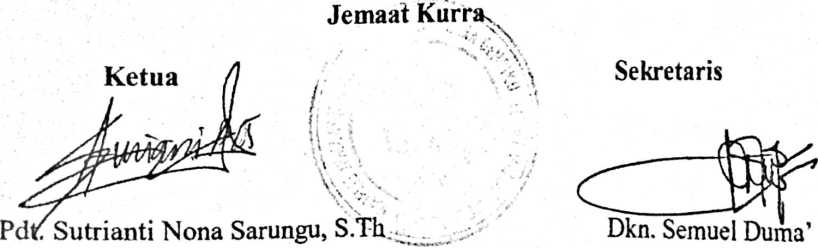 Jemaat Kurra
Ketua
Sekretaris
Pdt. Sutrianti Nona Sarungu, S.Th
Dkn. Semuel Duma'